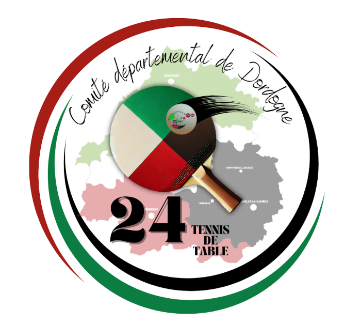 Comité départemental de Dordogne
24
TENNIS
DE
TABLE